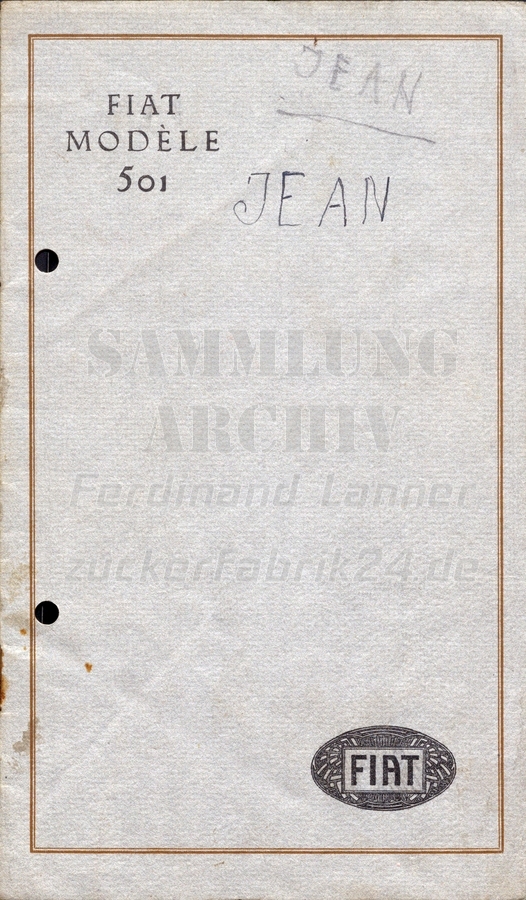 JEAN
FIAT
MODÈLE
501
JEAN
SAMMLUNG
ARCHIV
Ferdinand Lanner
zuckerfabrik24.de
FIAT